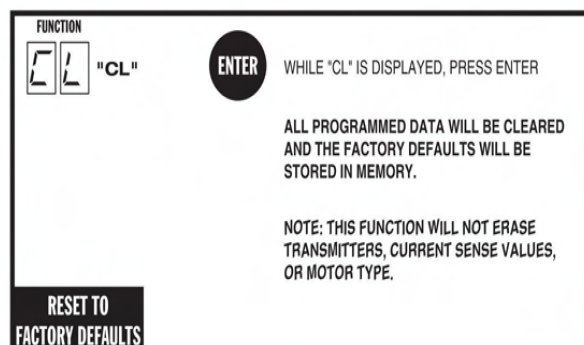 FUNCTION
CL "CL"
ENTER
WHILE "CL" IS DISPLAYED, PRESS ENTER
ALL PROGRAMMED DATA WILL BE CLEARED
AND THE FACTORY DEFAULTS WILL BE
STORED IN MEMORY.
NOTE: THIS FUNCTION WILL NOT ERASE
TRANSMITTERS, CURRENT SENSE VALUES,
OR MOTOR TYPE.
RESET TO
FACTORY DEFAULTS